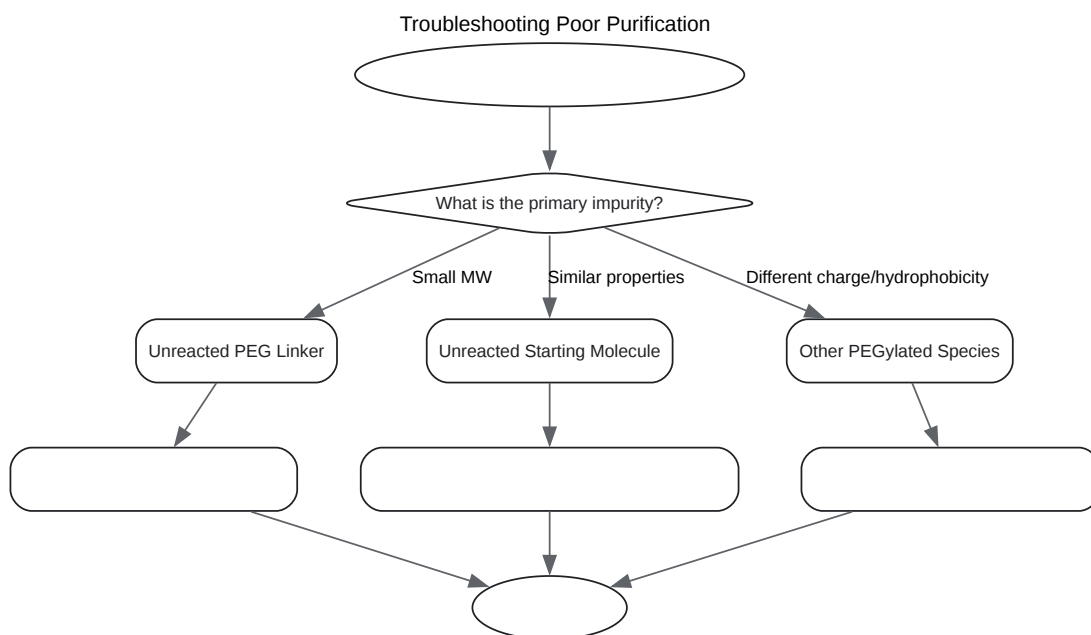 Troubleshooting Poor Purification
What is the primary impurity?
Small MW
Similar properties
Different charge/hydrophobicity
Unreacted PEG Linker
Unreacted Starting Molecule
Other PEGylated Species